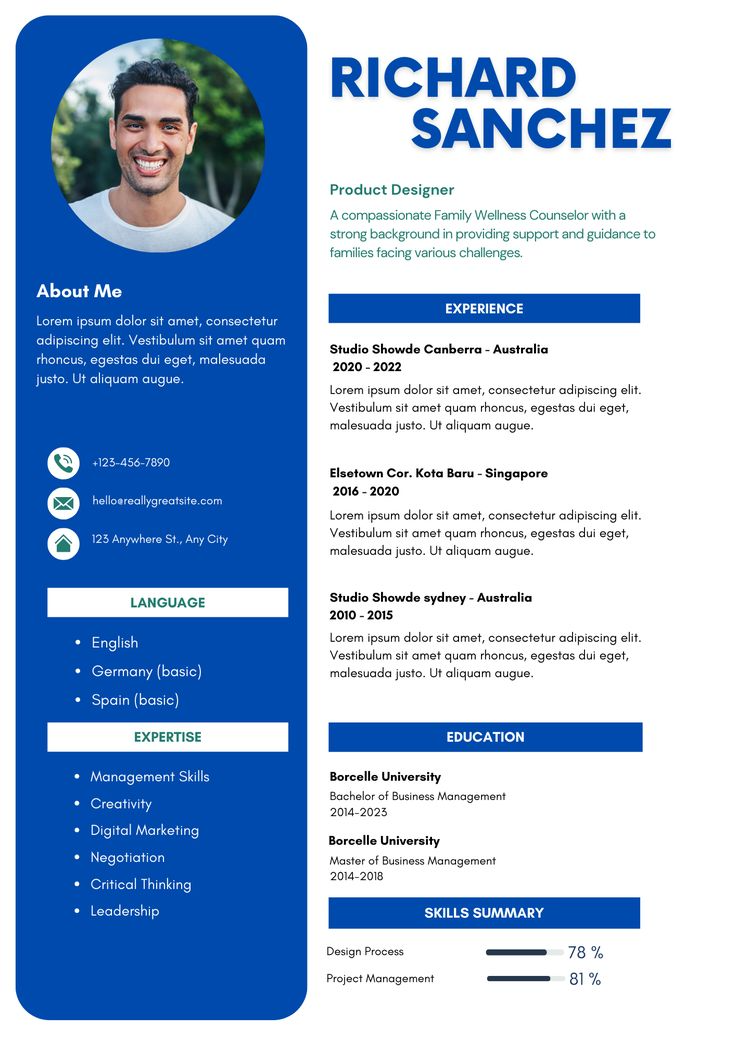 RICHARD
SANCHEZ
Product Designer
A compassionate Family Wellness Counselor with a
strong background in providing support and guidance to
families facing various challenges.
About Me
Lorem ipsum dolor sit amet, consectetur
adipiscing elit. Vestibulum sit amet quam
rhoncus, egestas dui eget, malesuada
justo. Ut aliquam augue.
+123-456-7890
hello@reallygreatsite.com
123 Anywhere St., Any City
LANGUAGE
• English
• Germany (basic)
• Spain (basic)
EXPERTISE
• Management Skills
• Creativity
• Digital Marketing
• Negotiation
• Critical Thinking
• Leadership
EXPERIENCE
Studio Showde Canberra - Australia
2020 - 2022
Lorem ipsum dolor sit amet, consectetur adipiscing elit.
Vestibulum sit amet quam rhoncus, egestas dui eget,
malesuada justo. Ut aliquam augue.
Elsetown Cor. Kota Baru - Singapore
2016 - 2020
Lorem ipsum dolor sit amet, consectetur adipiscing elit.
Vestibulum sit amet quam rhoncus, egestas dui eget,
malesuada justo. Ut aliquam augue.
Studio Showde sydney - Australia
2010 - 2015
Lorem ipsum dolor sit amet, consectetur adipiscing elit.
Vestibulum sit amet quam rhoncus, egestas dui eget,
malesuada justo. Ut aliquam augue.
EDUCATION
Borcelle University
Bachelor of Business Management
2014-2023
Borcelle University
Master of Business Management
2014-2018
SKILLS SUMMARY
Design Process 78 %
Project Management 81 %